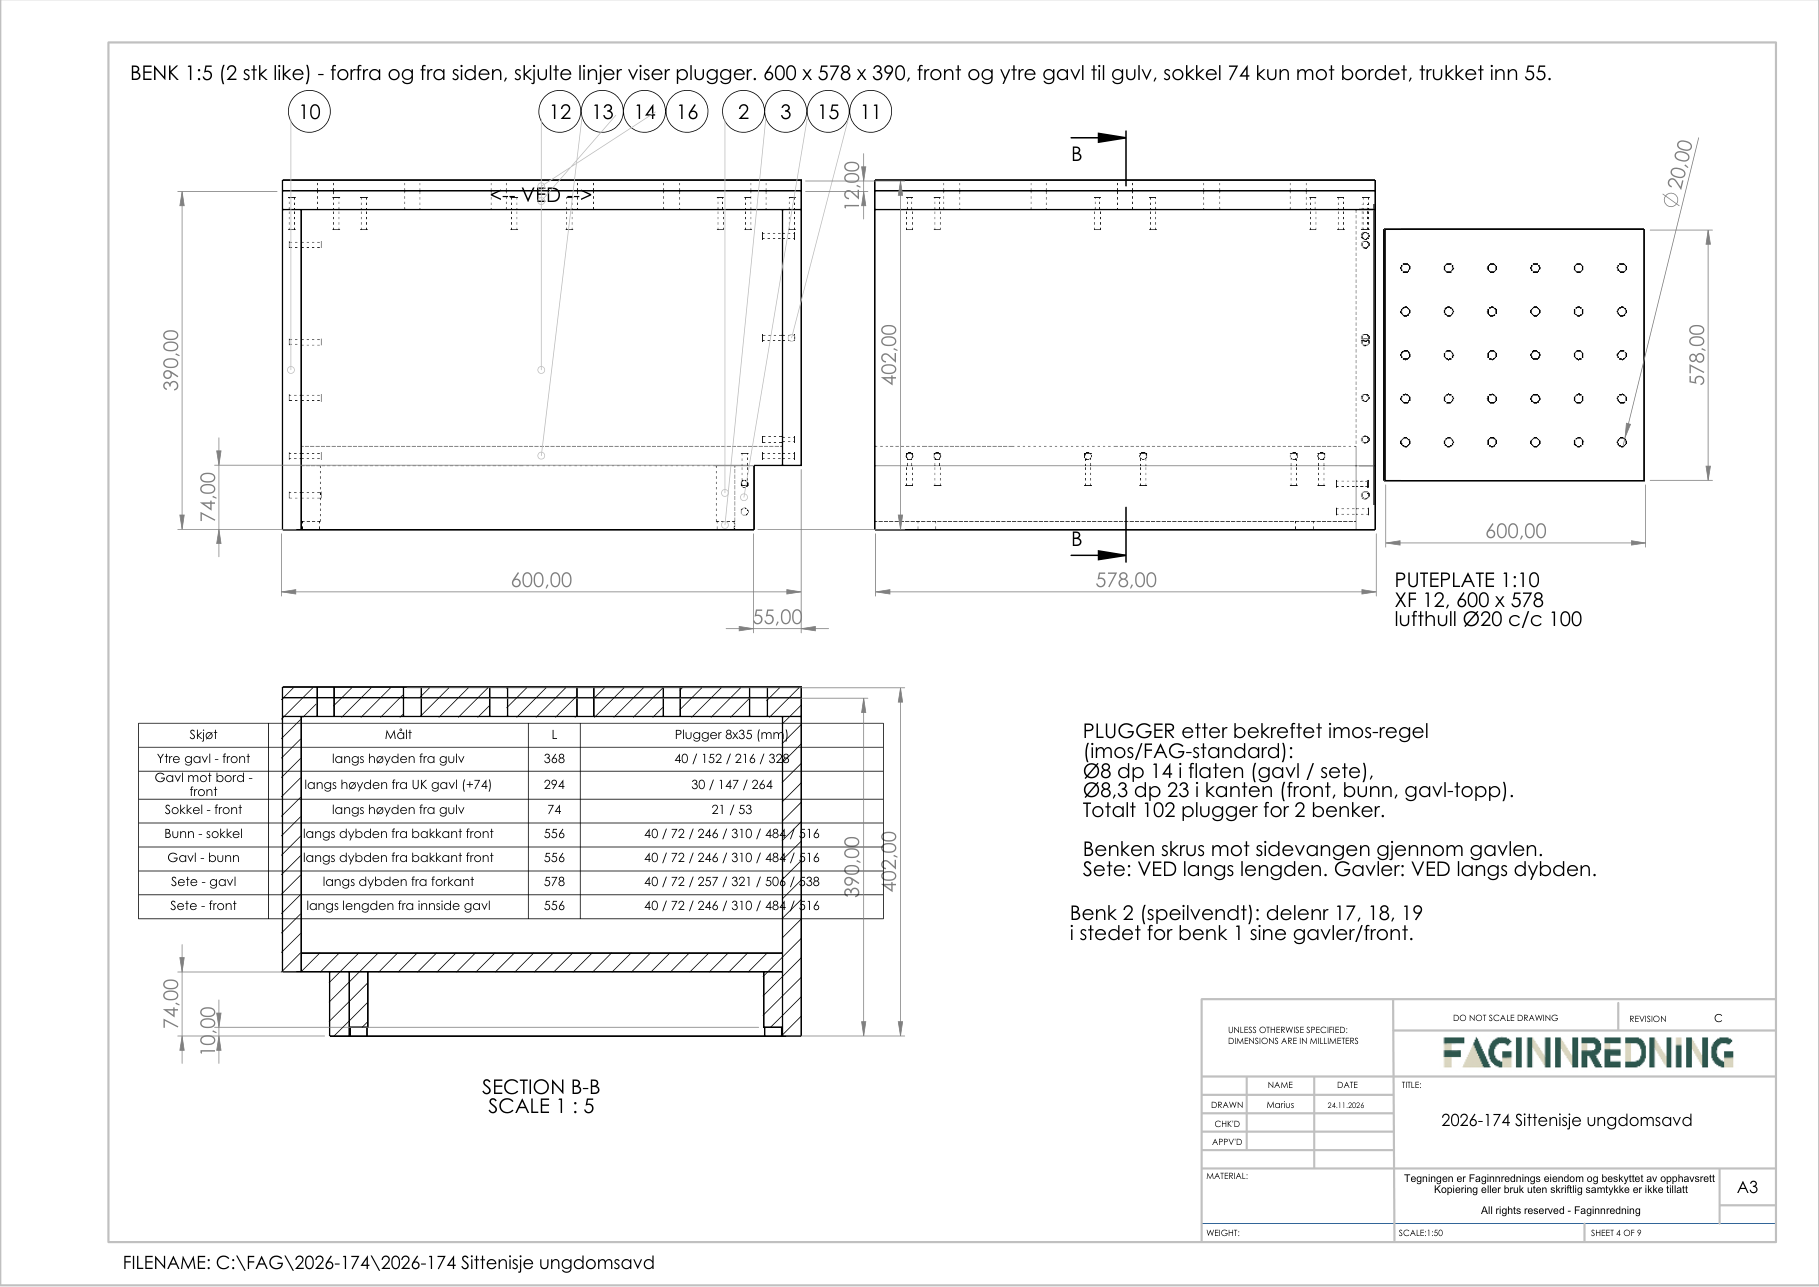 BENK 1:5 (2 stk like) - forfra og fra siden, skjulte linjer viser plugger. 600 x 578 x 390, front og ytre gavl til gulv, sokkel 74 kun mot bordet, trukket inn 55.
10 12 13 14 16 2 3 15 11
B
<-- VED -->
12,00
Ø 20,00
390,00
402,00
578,00
74,00
B
600,00
600,00
578,00
55,00
PUTEPLATE 1:10
XF 12, 600 x 578
lufthull Ø20 c/c 100
Skjøt Målt L Plugger 8x35 (mm)
Ytre gavl - front langs høyden fra gulv 368 40 / 152 / 216 / 328
Gavl mot bord -
front langs høyden fra UK gavl (+74) 294 30 / 147 / 264
Sokkel - front langs høyden fra gulv 74 21 / 53
Bunn - sokkel langs dybden fra bakkant front 556 40 / 72 / 246 / 310 / 484 / 516
Gavl - bunn langs dybden fra bakkant front 556 40 / 72 / 246 / 310 / 484 / 516
Sete - gavl langs dybden fra forkant 578 40 / 72 / 257 / 321 / 506 / 538
Sete - front langs lengden fra innside gavl 556 40 / 72 / 246 / 310 / 484 / 516
390,00
402,00
74,00
10,00
SECTION B-B
SCALE 1 : 5
PLUGGER etter bekreftet imos-regel
(imos/FAG-standard):
Ø8 dp 14 i flaten (gavl / sete),
Ø8,3 dp 23 i kanten (front, bunn, gavl-topp).
Totalt 102 plugger for 2 benker.
Benken skrus mot sidevangen gjennom gavlen.
Sete: VED langs lengden. Gavler: VED langs dybden.
Benk 2 (speilvendt): delenr 17, 18, 19
i stedet for benk 1 sine gavler/front.
UNLESS OTHERWISE SPECIFIED:
DIMENSIONS ARE IN MILLIMETERS
DO NOT SCALE DRAWING
REVISION C
FAGINNREDNiNG
NAME DATE
DRAWN Marius 24.11.2026
CHK'D
APPV'D
TITLE:
2026-174 Sittenisje ungdomsavd
MATERIAL:
Tegningen er Faginnrednings eiendom og beskyttet av opphavsrett
Kopiering eller bruk uten skriftlig samtykke er ikke tillatt
All rights reserved - Faginnredning
A3
WEIGHT:
SCALE:1:50
SHEET 4 OF 9
FILENAME: C:\FAG\2026-174\2026-174 Sittenisje ungdomsavd